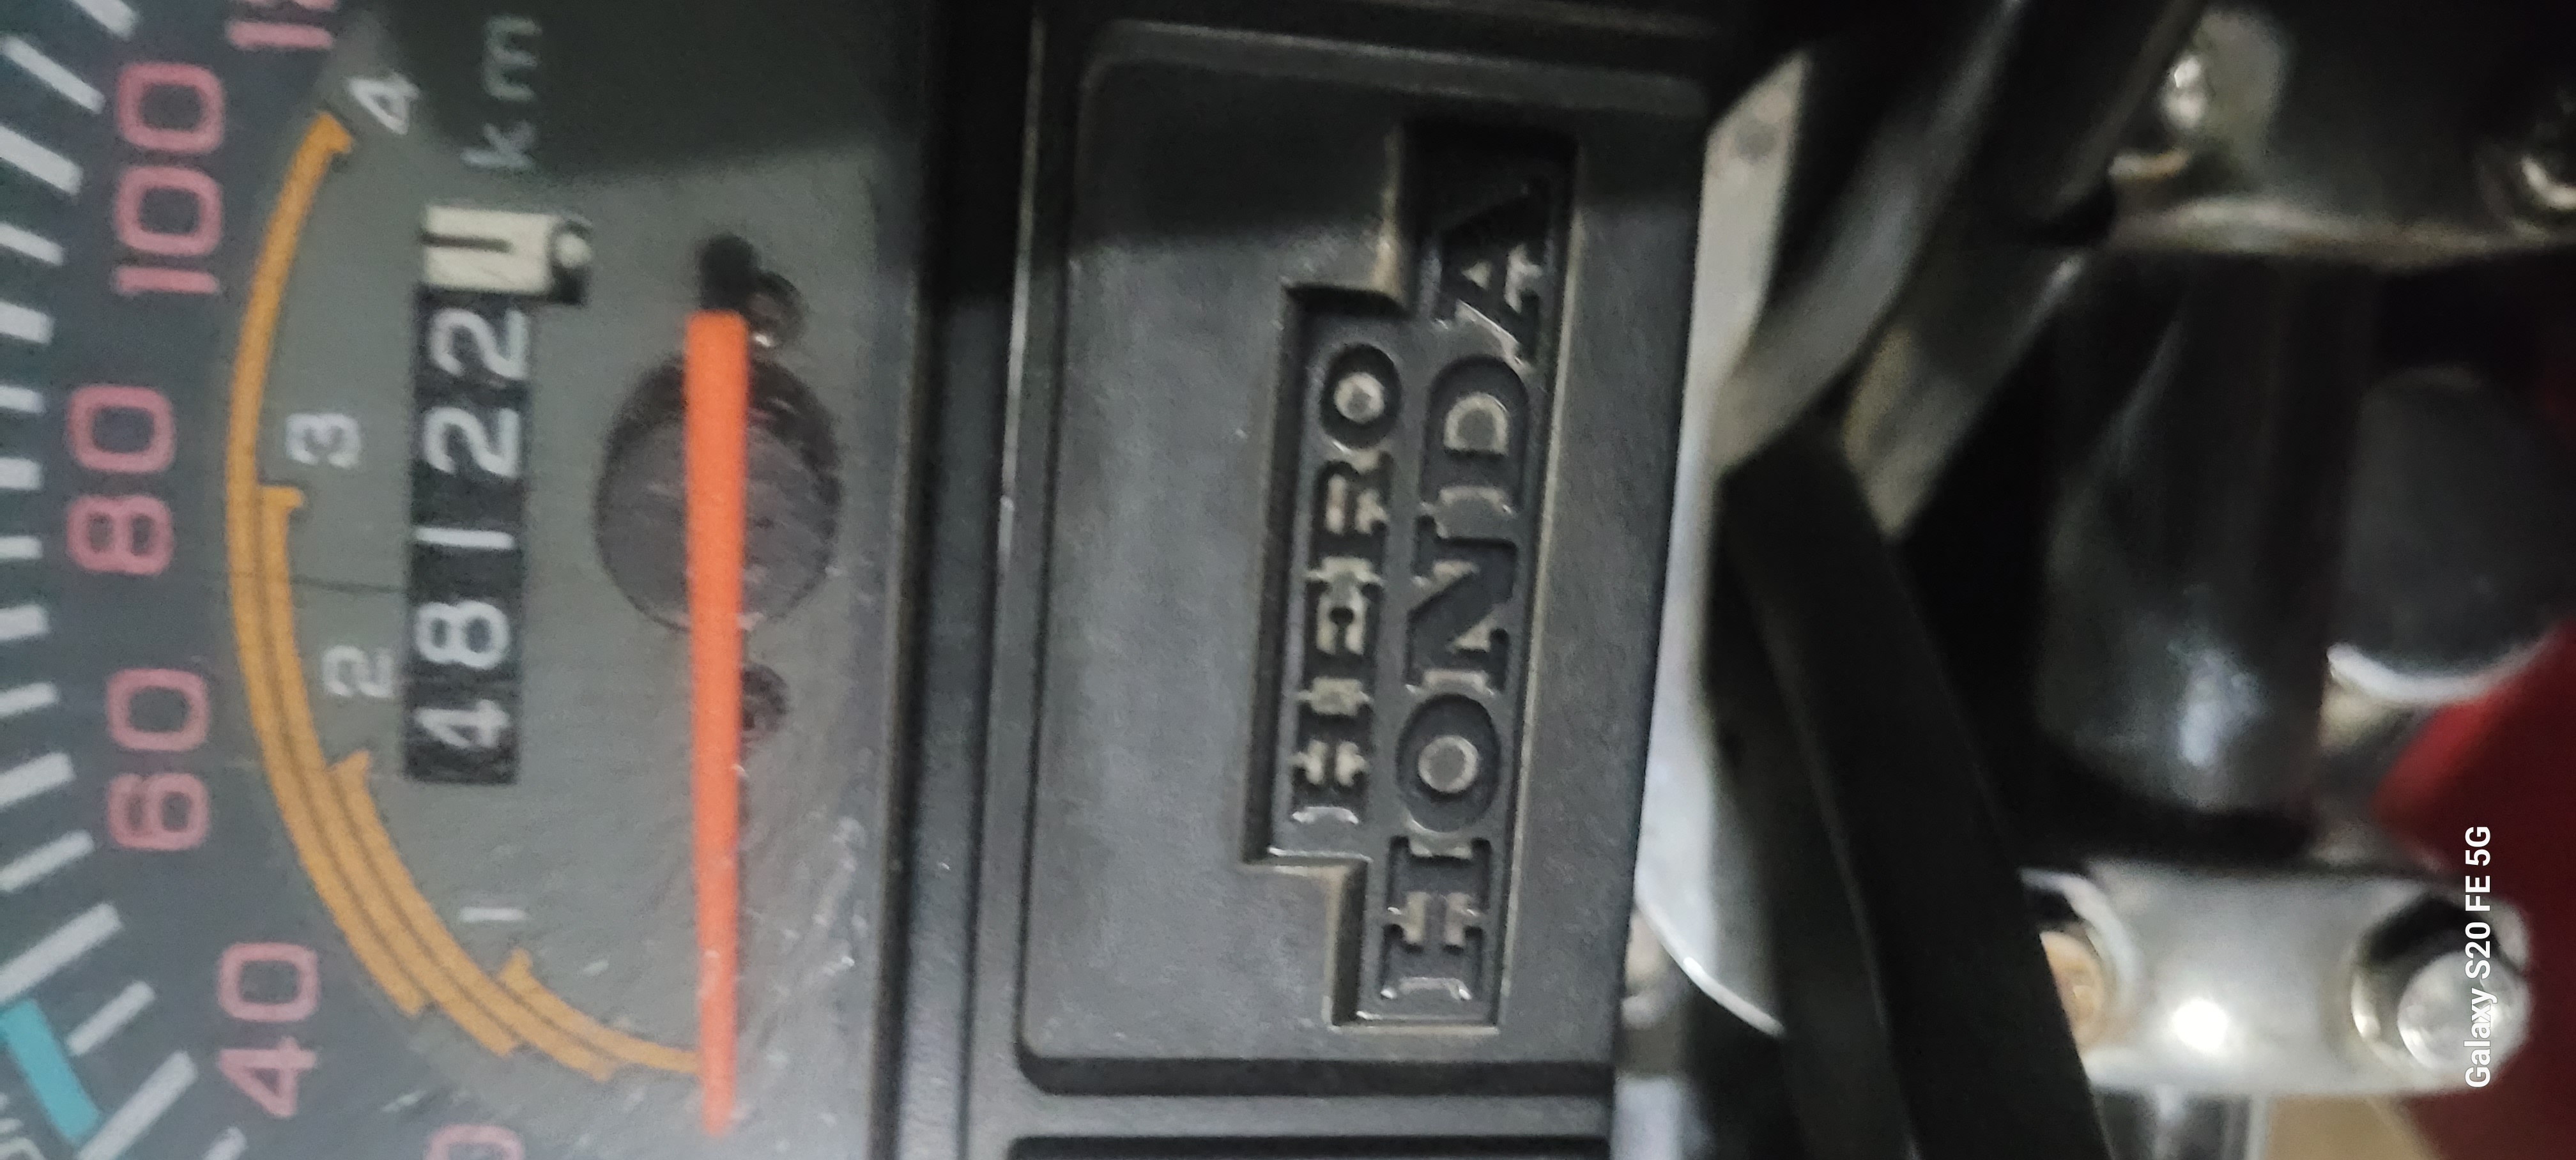 40 60 80 100
1 2 3 4
48122 km
HERO
HONDA
Galaxy S20 FE 5G